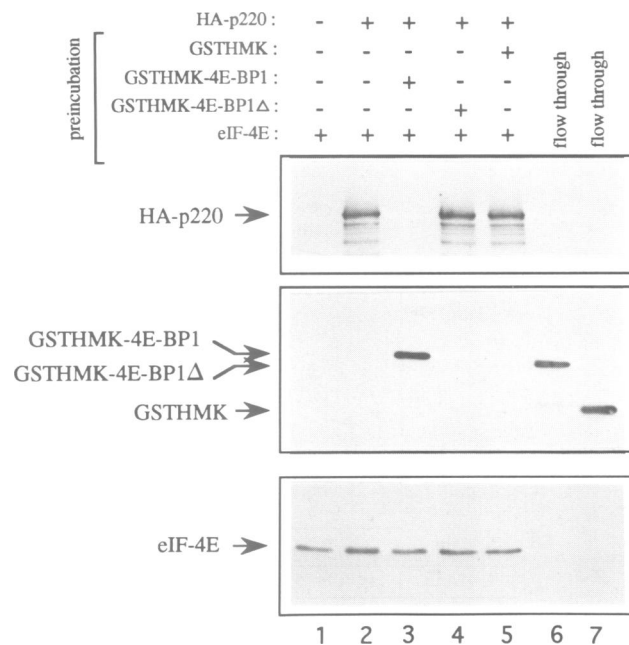 HA-p220 : - + + + +
GSTHMK : - - - - +
GSTHMK-4E-BP1 : - - + - -
GSTHMK-4E-BP1Δ : - - - + -
eIF-4E : + + + + +
preincubation
flow through
flow through
HA-p220
GSTHMK-4E-BP1
GSTHMK-4E-BP1Δ
GSTHMK
eIF-4E
1 2 3 4 5 6 7